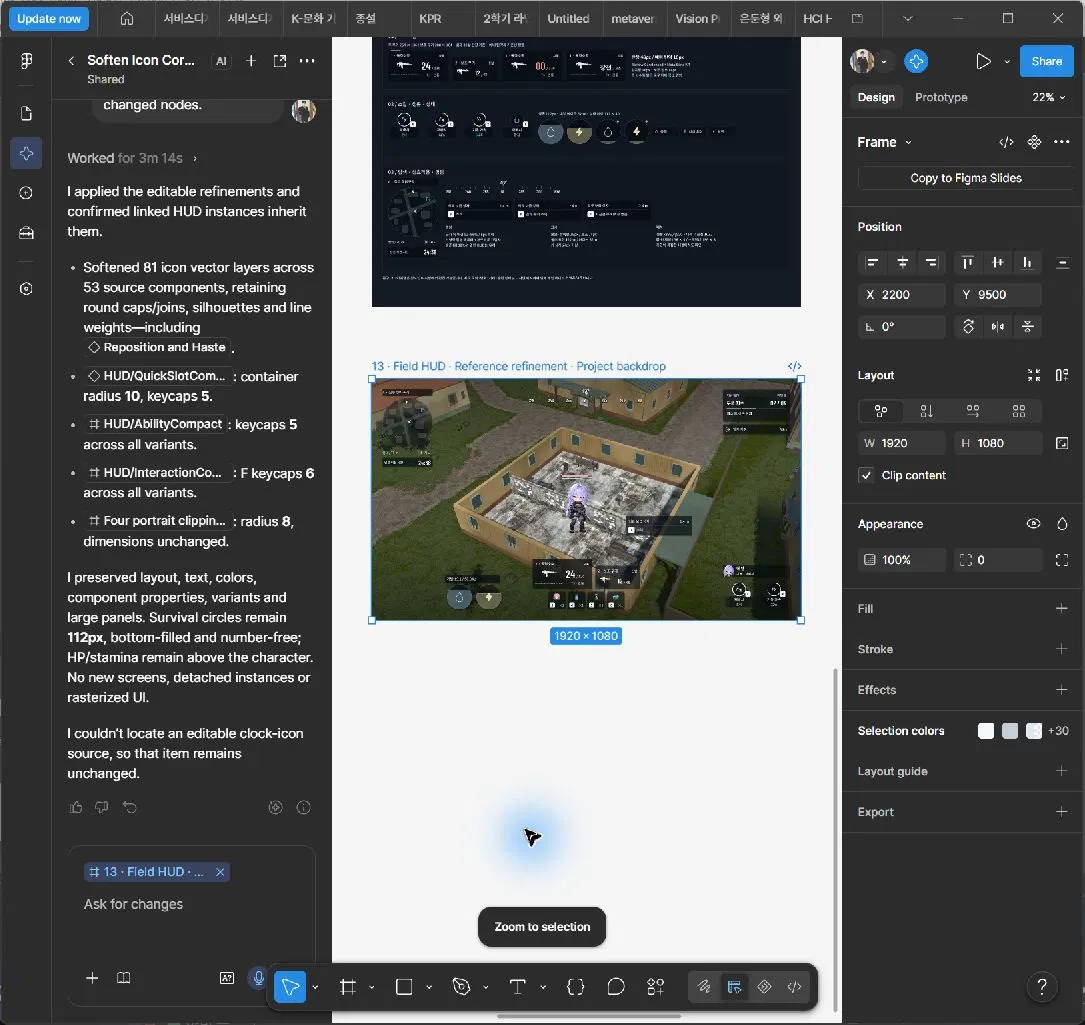 Update now
서비스디
서비스디
K-문화 기
종설
KPR
2학기 라
Untitled
metaver
Vision P
은둔형 외
HCI F
Soften Icon Cor...
AI
Shared
changed nodes.
Worked for 3m 14s
I applied the editable refinements and
confirmed linked HUD instances inherit
them.
• Softened 81 icon vector layers across
53 source components, retaining
round caps/joins, silhouettes and line
weights—including
Reposition and Haste .
• HUD/QuickSlotCom... : container
radius 10, keycaps 5.
• HUD/AbilityCompact : keycaps 5
across all variants.
• HUD/InteractionCo... : F keycaps 6
across all variants.
• Four portrait clippin... : radius 8,
dimensions unchanged.
I preserved layout, text, colors,
component properties, variants and
large panels. Survival circles remain
112px, bottom-filled and number-free;
HP/stamina remain above the character.
No new screens, detached instances or
rasterized UI.
I couldn't locate an editable clock-icon
source, so that item remains
unchanged.
13 · Field HUD · ...
Ask for changes
A?
13 · Field HUD · Reference refinement · Project backdrop
24
1920 × 1080
Zoom to selection
Share
Design
Prototype
22%
Frame
Copy to Figma Slides
Position
X 2200
Y 9500
0°
Layout
W 1920
H 1080
Clip content
Appearance
100%
0
Fill
Stroke
Effects
Selection colors
+30
Layout guide
Export
?